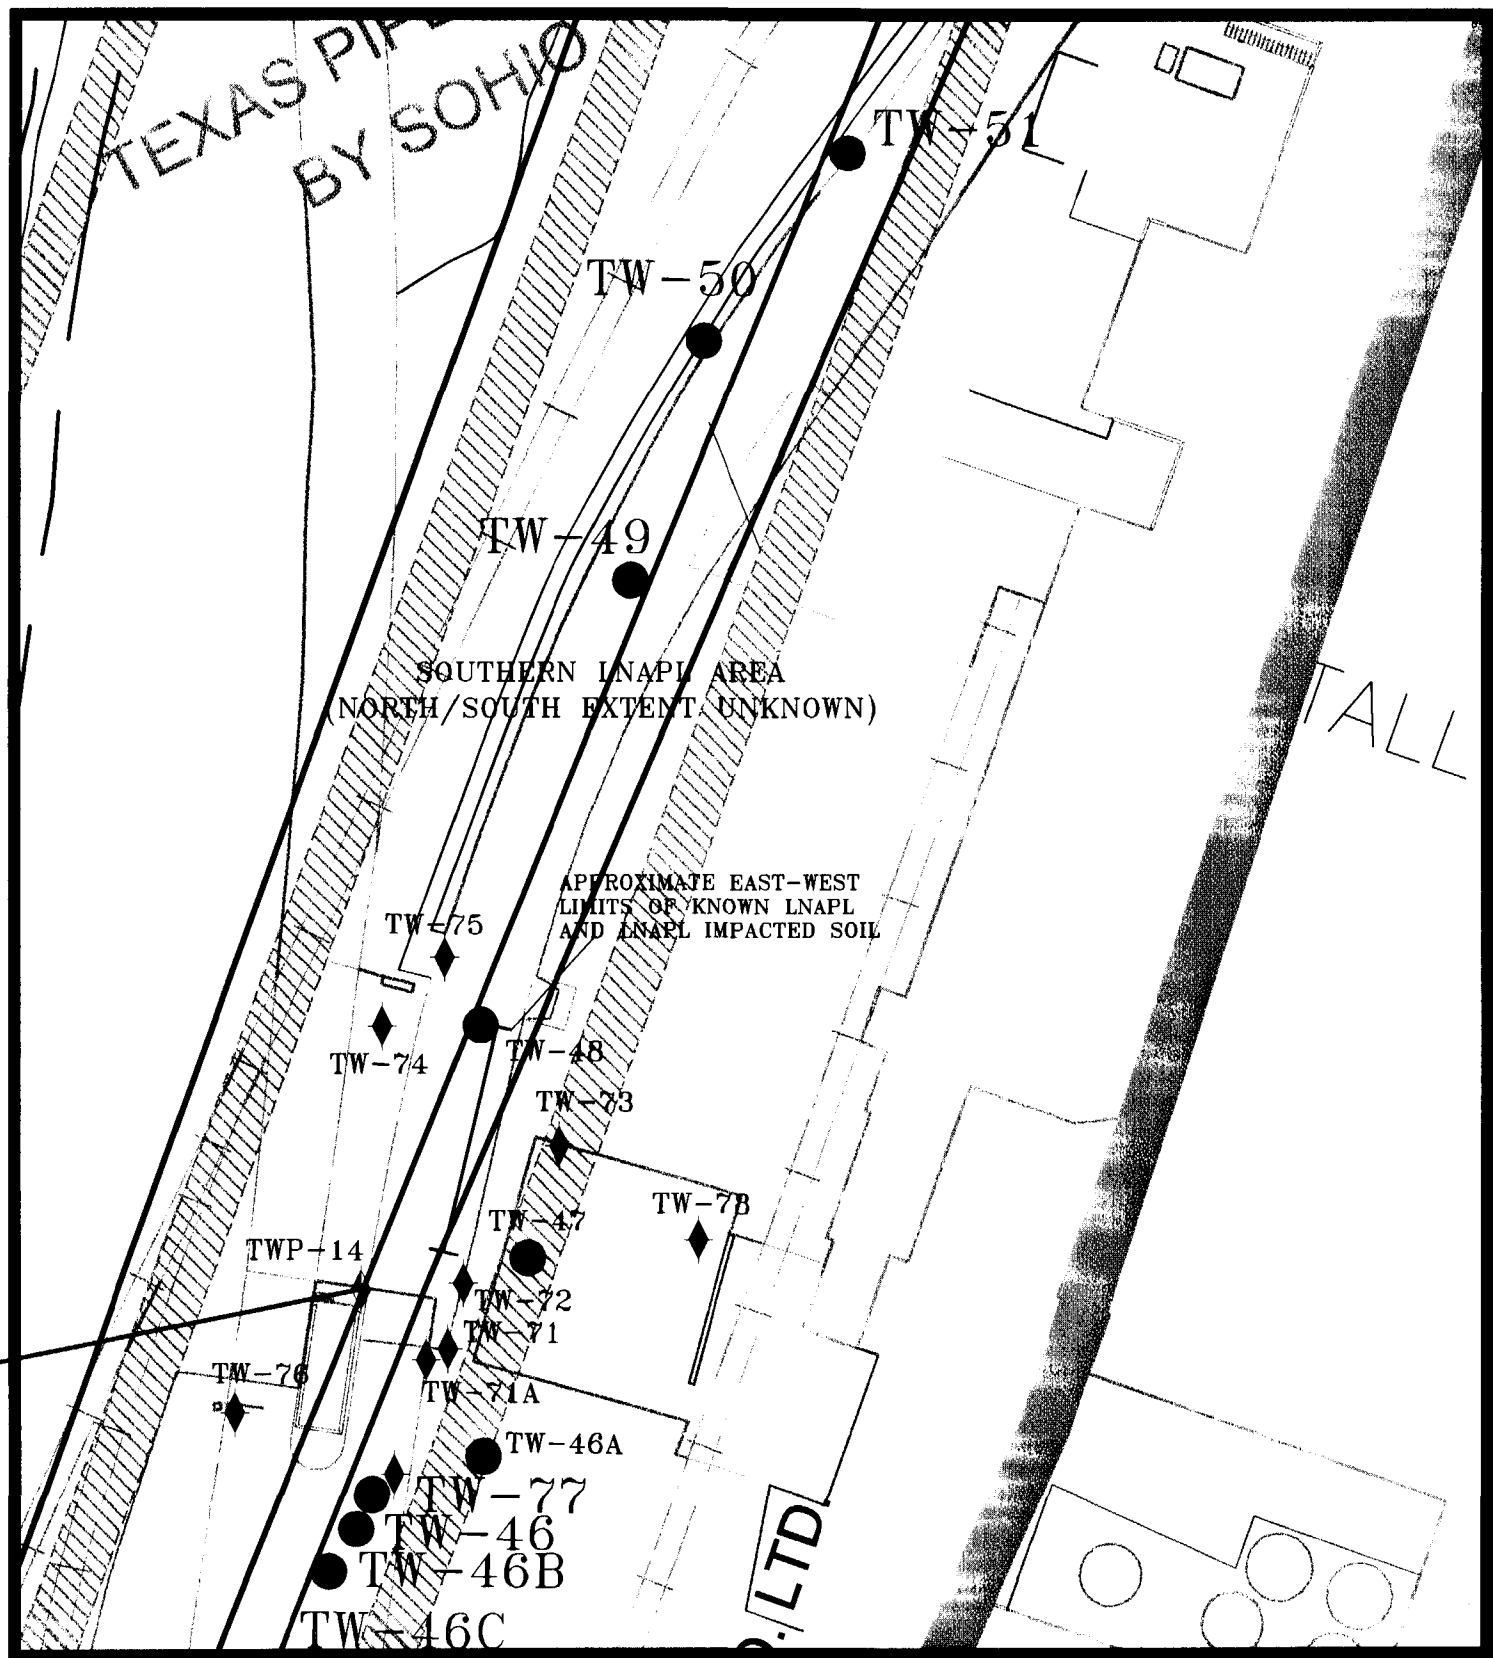 TEXAS
BY SOHIO
TW-51
TW-50
TW-49
SOUTHERN LNAPL AREA
(NORTH/SOUTH EXTENT UNKNOWN)
TALL
APPROXIMATE EAST-WEST
LIMITS OF KNOWN LNAPL
AND LNAPL IMPACTED SOIL
TW-75
TW-48
TW-74
TW-73
TW-78
TW-47
TWP-14
TW-72
TW-71
TW-76
TW-71A
TW-46A
TW-77
TW-46
TW-46B
TW-46C
LTD.